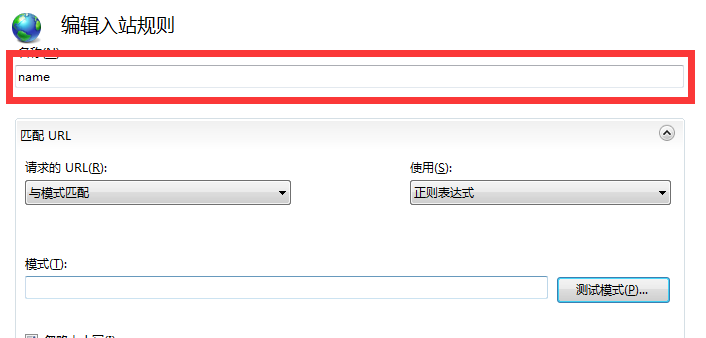 编辑入站规则
名称(N)
name
匹配 URL
请求的 URL(R):
使用(S):
与模式匹配
正则表达式
模式(T):
测试模式(P)...